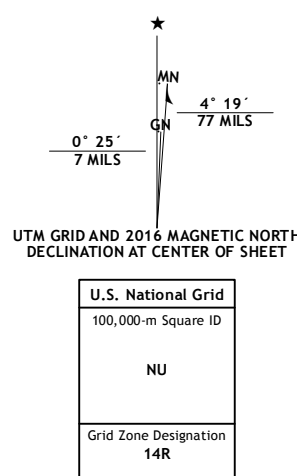 MN
4° 19´
77 MILS
GN
0° 25´
7 MILS
UTM GRID AND 2016 MAGNETIC NORTH
DECLINATION AT CENTER OF SHEET
U.S. National Grid
100,000-m Square ID
NU
Grid Zone Designation
14R